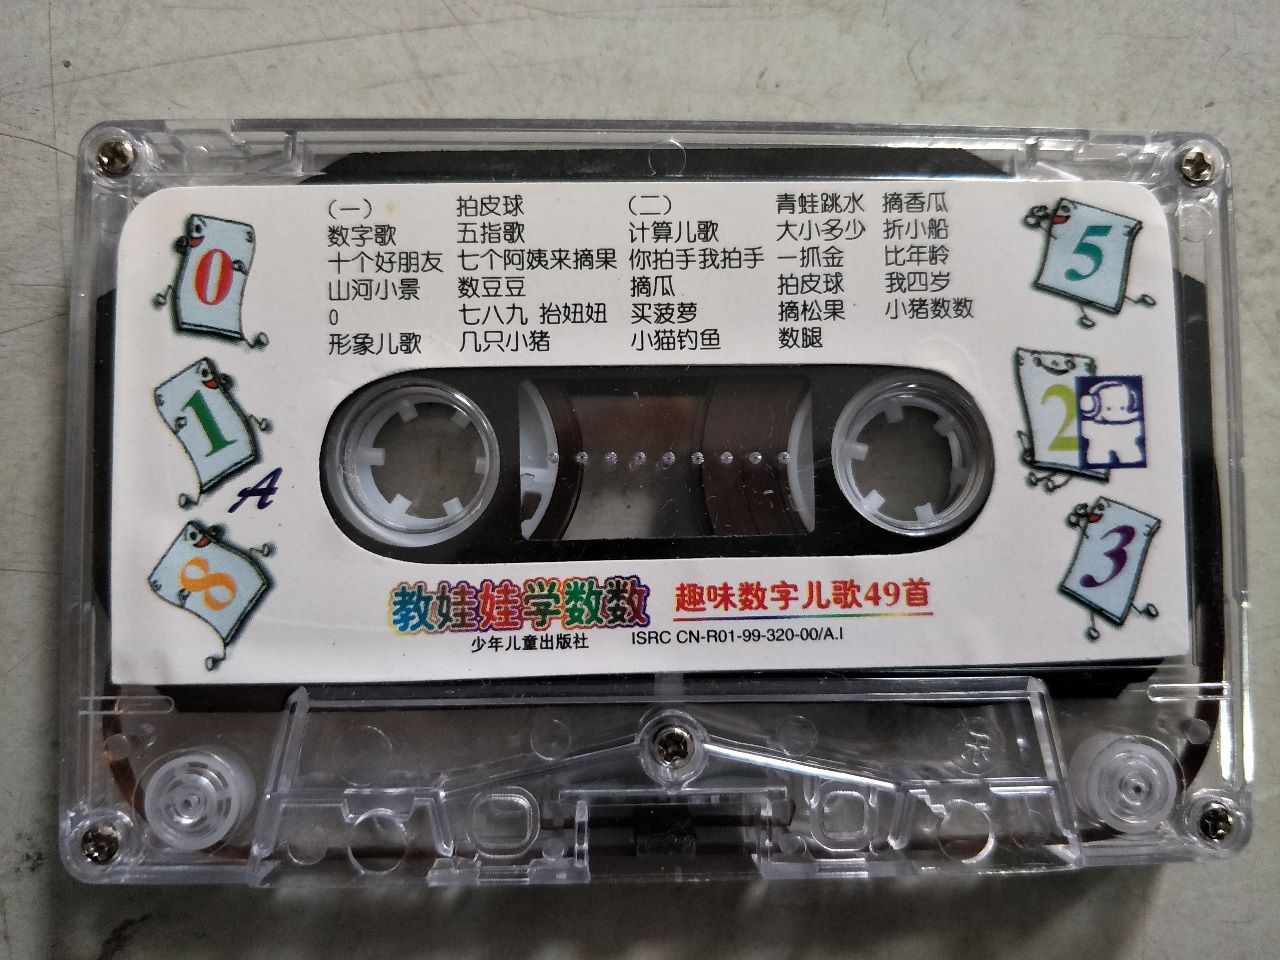 （一）
数字歌
十个好朋友
山河小景
0
形象儿歌
拍皮球
五指歌
七个阿姨来摘果
数豆豆
七八九 抬妞妞
几只小猪
（二）
计算儿歌
你拍手我拍手
摘瓜
买菠萝
小猫钓鱼
青蛙跳水
大小多少
一抓金
拍皮球
摘松果
数腿
摘香瓜
折小船
比年龄
我四岁
小猪数数
0
1
A
8
5
2
3
教娃娃学数数
趣味数字儿歌49首
少年儿童出版社
ISRC CN-R01-99-320-00/A.I